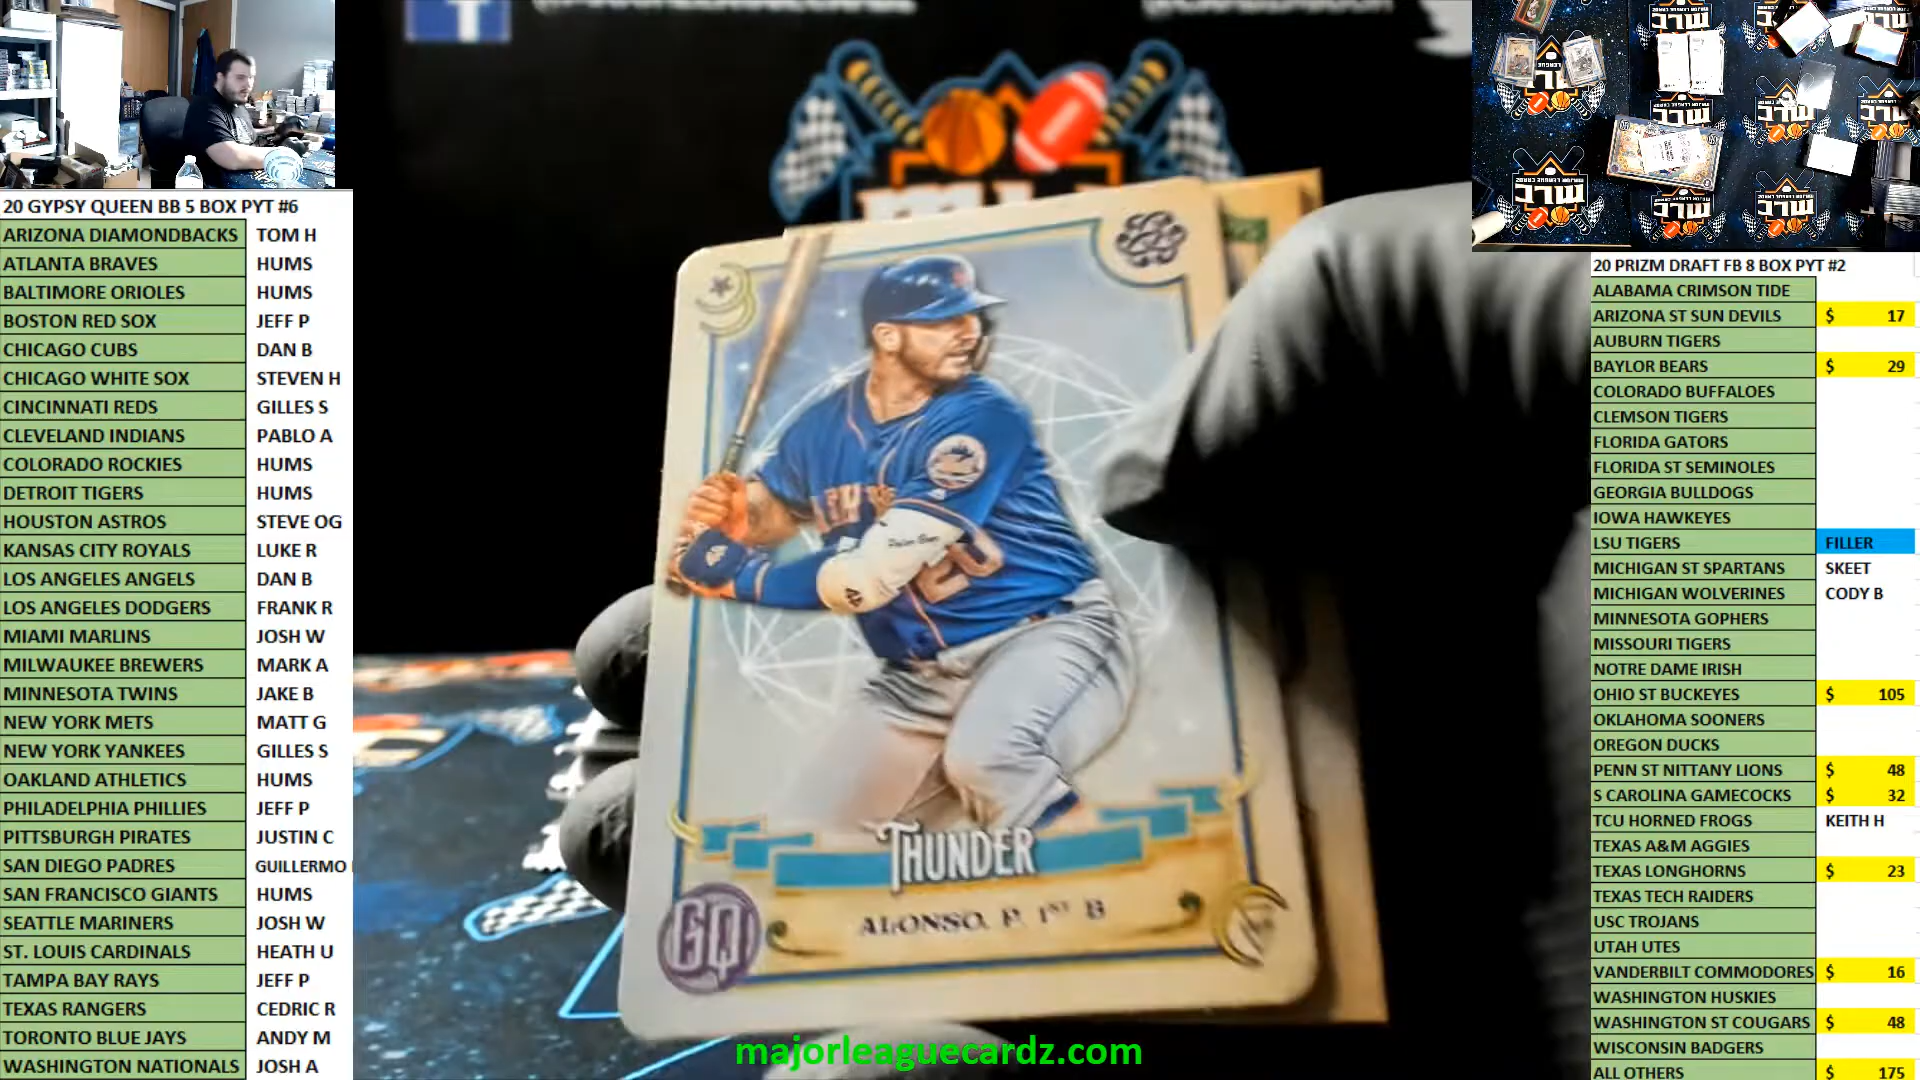 20 GYPSY QUEEN BB 5 BOX PYT #6
ARIZONA DIAMONDBACKS TOM H
ATLANTA BRAVES HUMS
BALTIMORE ORIOLES HUMS
BOSTON RED SOX JEFF P
CHICAGO CUBS DAN B
CHICAGO WHITE SOX STEVEN H
CINCINNATI REDS GILLES S
CLEVELAND INDIANS PABLO A
COLORADO ROCKIES HUMS
DETROIT TIGERS HUMS
HOUSTON ASTROS STEVE OG
KANSAS CITY ROYALS LUKE R
LOS ANGELES ANGELS DAN B
LOS ANGELES DODGERS FRANK R
MIAMI MARLINS JOSH W
MILWAUKEE BREWERS MARK A
MINNESOTA TWINS JAKE B
NEW YORK METS MATT G
NEW YORK YANKEES GILLES S
OAKLAND ATHLETICS HUMS
PHILADELPHIA PHILLIES JEFF P
PITTSBURGH PIRATES JUSTIN C
SAN DIEGO PADRES GUILLERMO
SAN FRANCISCO GIANTS HUMS
SEATTLE MARINERS JOSH W
ST. LOUIS CARDINALS HEATH U
TAMPA BAY RAYS JEFF P
TEXAS RANGERS CEDRIC R
TORONTO BLUE JAYS ANDY M
WASHINGTON NATIONALS JOSH A
20
THUNDER
ALONSO, P. 1ST B
GQ
majorleaguecardz.com
20 PRIZM DRAFT FB 8 BOX PYT #2
ALABAMA CRIMSON TIDE
ARIZONA ST SUN DEVILS $ 17
AUBURN TIGERS
BAYLOR BEARS $ 29
COLORADO BUFFALOES
CLEMSON TIGERS
FLORIDA GATORS
FLORIDA ST SEMINOLES
GEORGIA BULLDOGS
IOWA HAWKEYES
LSU TIGERS FILLER
MICHIGAN ST SPARTANS SKEET
MICHIGAN WOLVERINES CODY B
MINNESOTA GOPHERS
MISSOURI TIGERS
NOTRE DAME IRISH
OHIO ST BUCKEYES $ 105
OKLAHOMA SOONERS
OREGON DUCKS
PENN ST NITTANY LIONS $ 48
S CAROLINA GAMECOCKS $ 32
TCU HORNED FROGS KEITH H
TEXAS A&M AGGIES
TEXAS LONGHORNS $ 23
TEXAS TECH RAIDERS
USC TROJANS
UTAH UTES
VANDERBILT COMMODORES $ 16
WASHINGTON HUSKIES
WASHINGTON ST COUGARS $ 48
WISCONSIN BADGERS
ALL OTHERS $ 175